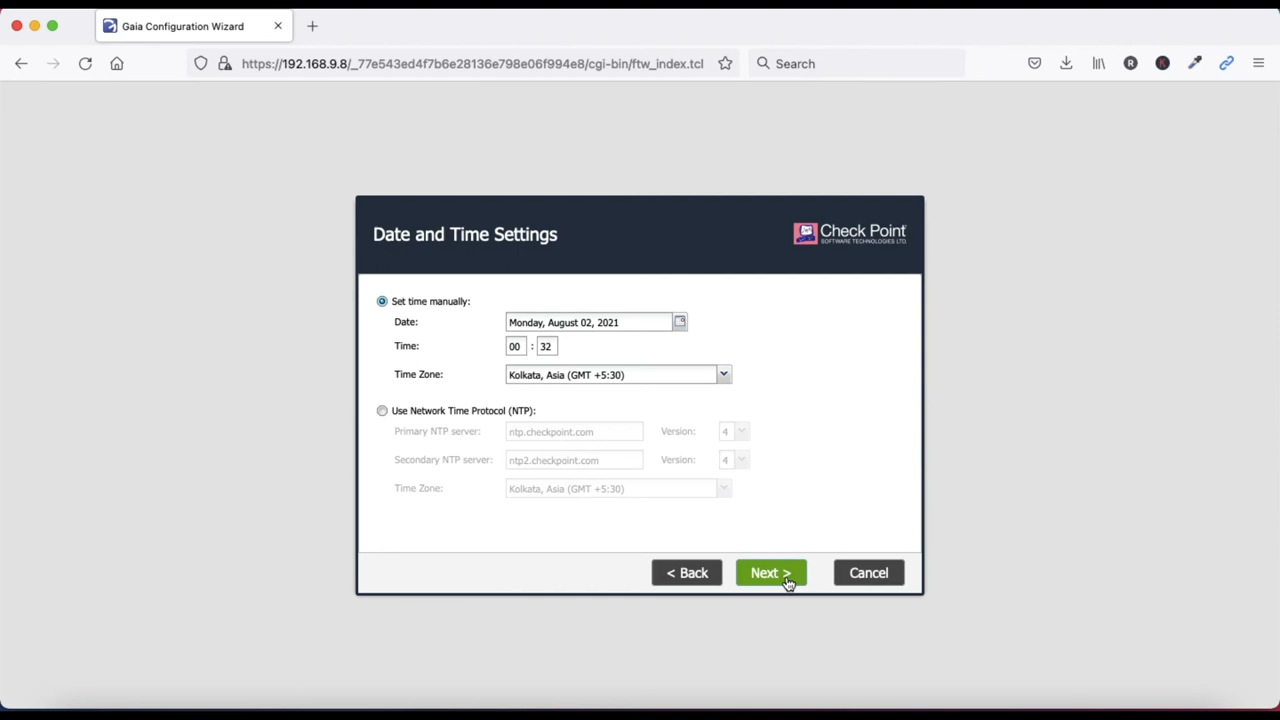 Gaia Configuration Wizard
https://192.168.9.8/_77e543ed4f7b6e28136e798e06f994e8/cgi-bin/ftw_index.tcl
Search
Date and Time Settings
Check Point
SOFTWARE TECHNOLOGIES LTD.
Set time manually:
Date: Monday, August 02, 2021
Time: 00 : 32
Time Zone: Kolkata, Asia (GMT +5:30)
Use Network Time Protocol (NTP):
Primary NTP server: ntp.checkpoint.com Version: 4
Secondary NTP server: ntp2.checkpoint.com Version: 4
Time Zone: Kolkata, Asia (GMT +5:30)
< Back Next > Cancel